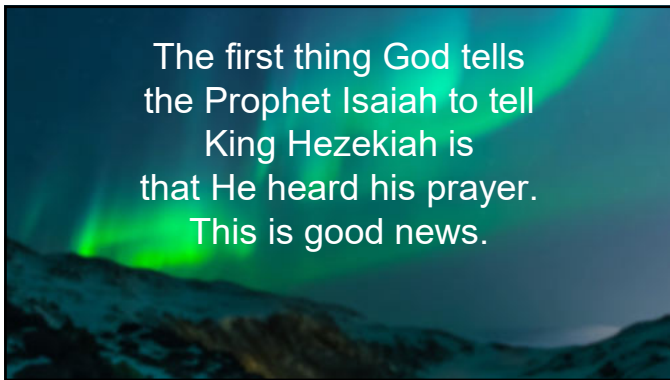 The first thing God tells
the Prophet Isaiah to tell
King Hezekiah is
that He heard his prayer.
This is good news.